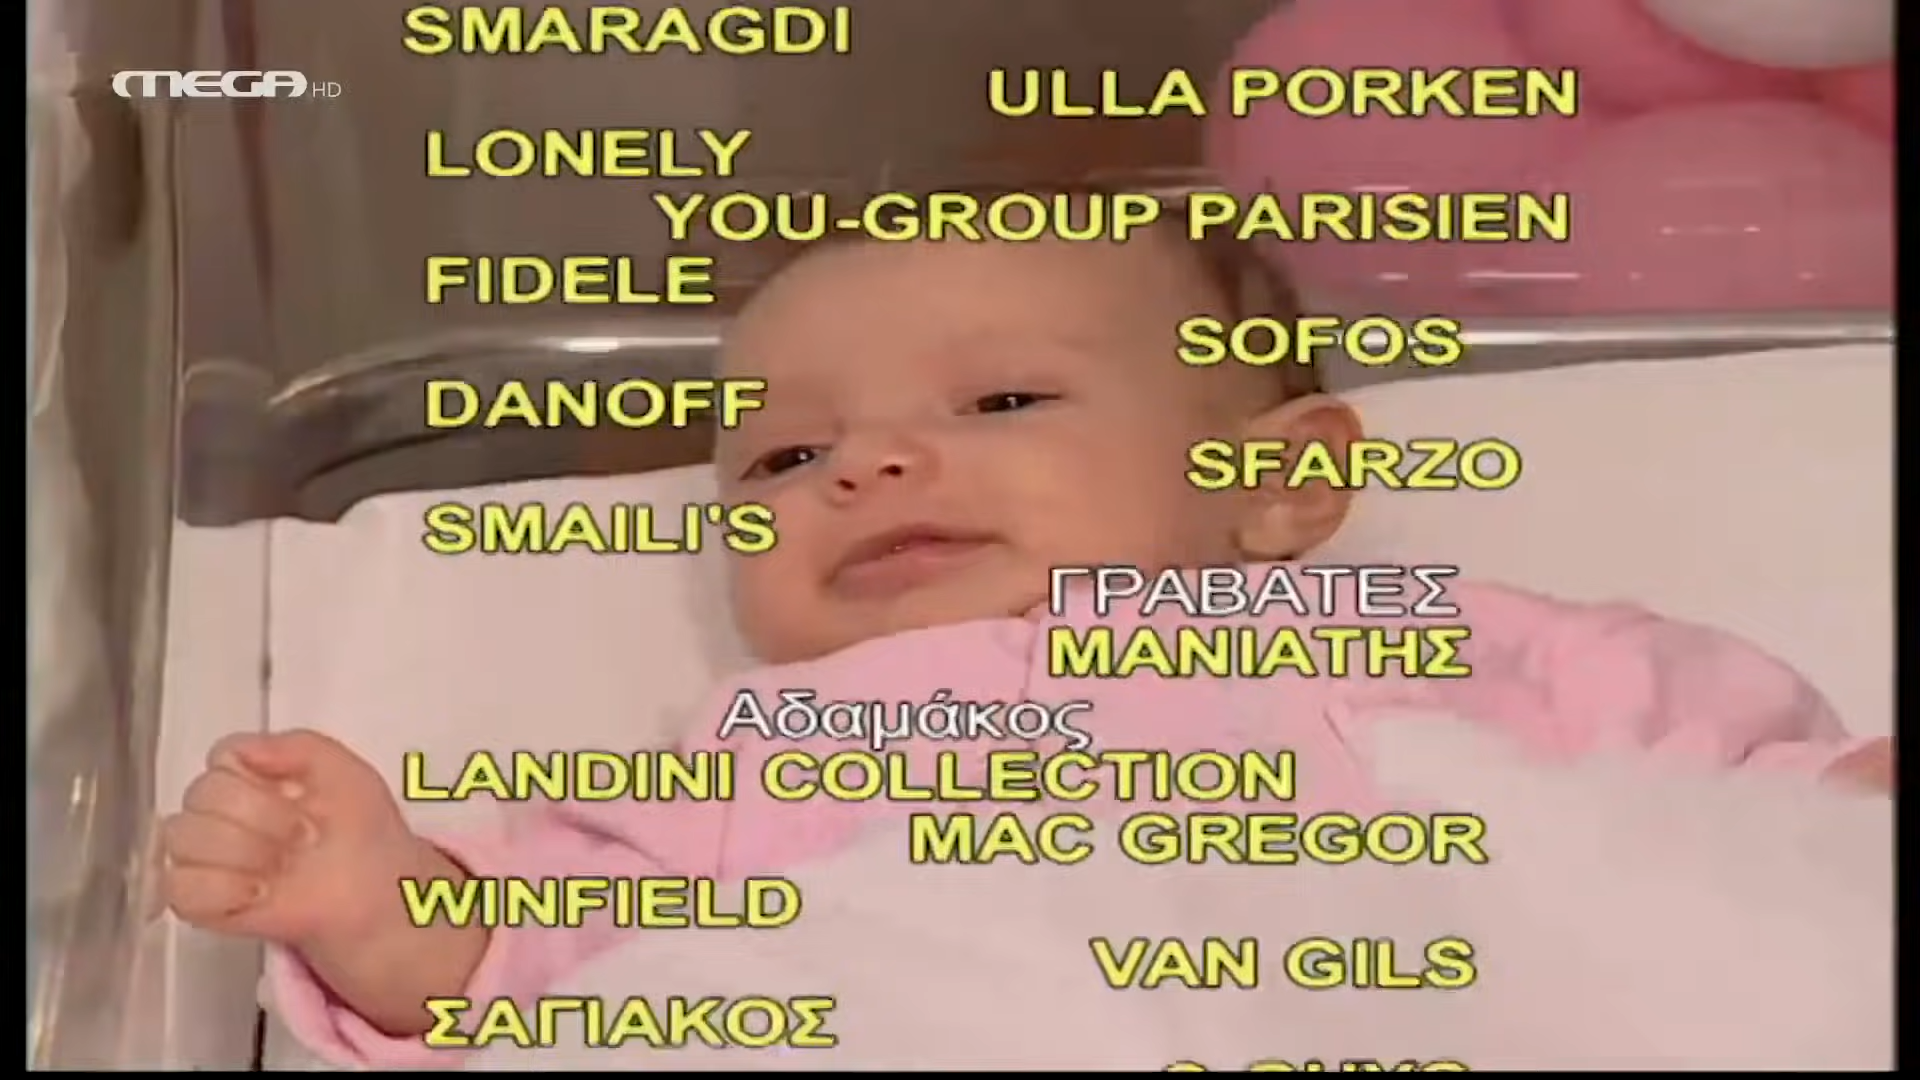 SMARAGDI
MEGA HD
ULLA PORKEN
LONELY
YOU-GROUP PARISIEN
FIDELE
SOFOS
DANOFF
SFARZO
SMAILI'S
ΓΡΑΒΑΤΕΣ
ΜΑΝΙΑΤΗΣ
Αδαμάκος
LANDINI COLLECTION
MAC GREGOR
WINFIELD
VAN GILS
ΣΑΓΙΑΚΟΣ